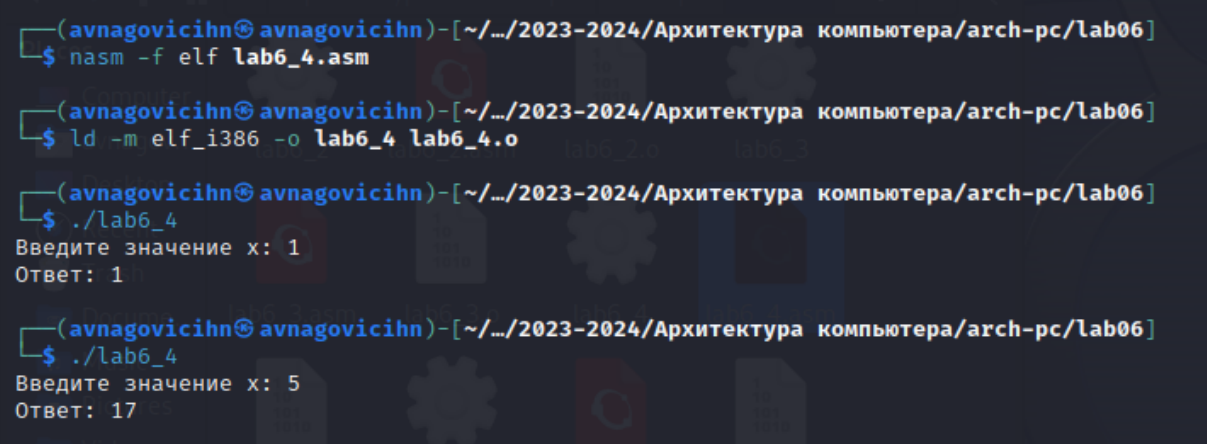 ┌──(avnagovicihn㉿avnagovicihn)-[~/…/2023-2024/Архитектура компьютера/arch-pc/lab06]
└─$ nasm -f elf lab6_4.asm
┌──(avnagovicihn㉿avnagovicihn)-[~/…/2023-2024/Архитектура компьютера/arch-pc/lab06]
└─$ ld -m elf_i386 -o lab6_4 lab6_4.o
┌──(avnagovicihn㉿avnagovicihn)-[~/…/2023-2024/Архитектура компьютера/arch-pc/lab06]
└─$ ./lab6_4
Введите значение x: 1
Ответ: 1
┌──(avnagovicihn㉿avnagovicihn)-[~/…/2023-2024/Архитектура компьютера/arch-pc/lab06]
└─$ ./lab6_4
Введите значение x: 5
Ответ: 17